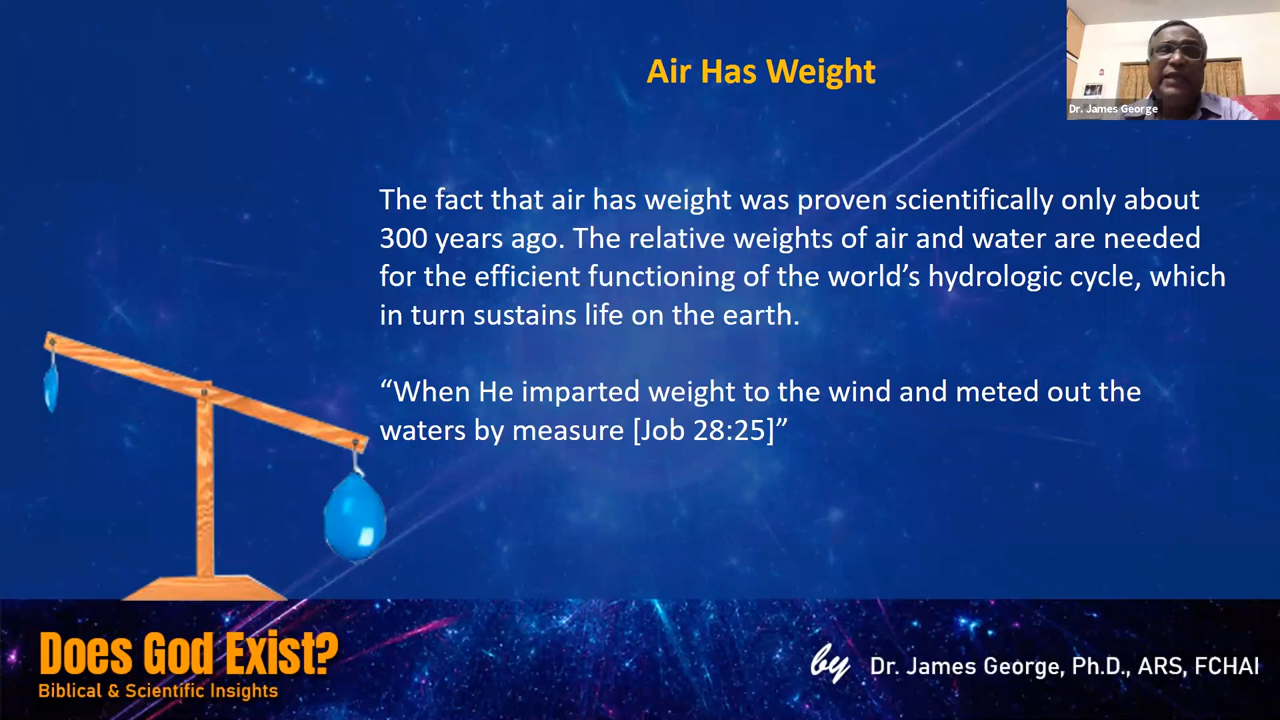 Air Has Weight
Dr. James George
The fact that air has weight was proven scientifically only about
300 years ago. The relative weights of air and water are needed
for the efficient functioning of the world’s hydrologic cycle, which
in turn sustains life on the earth.
“When He imparted weight to the wind and meted out the
waters by measure [Job 28:25]”
Does God Exist?
Biblical & Scientific Insights
by Dr. James George, Ph.D., ARS, FCHAI